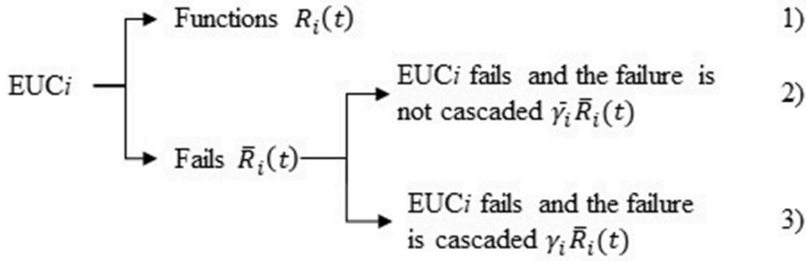 Functions R_i(t) 1)
EUCi
EUCi fails and the failure is
not cascaded γ̄_i R̄_i(t) 2)
Fails R̄_i(t)
EUCi fails and the failure
is cascaded γ_i R̄_i(t) 3)